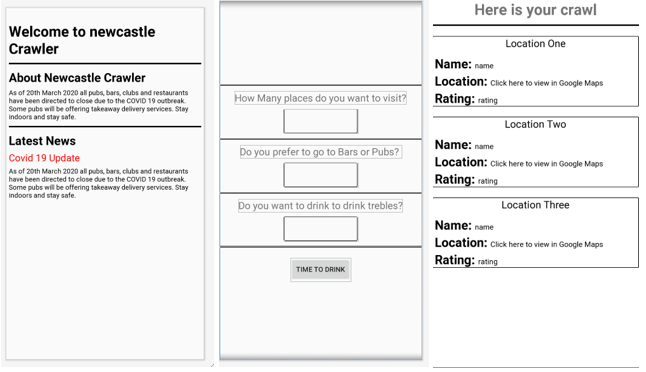 Welcome to newcastle
Crawler
About Newcastle Crawler
As of 20th March 2020 all pubs, bars, clubs and restaurants
have been directed to close due to the COVID 19 outbreak.
Some pubs will be offering takeaway delivery services. Stay
indoors and stay safe.
Latest News
Covid 19 Update
As of 20th March 2020 all pubs, bars, clubs and restaurants
have been directed to close due to the COVID 19 outbreak.
Some pubs will be offering takeaway delivery services. Stay
indoors and stay safe.
How Many places do you want to visit?
Do you prefer to go to Bars or Pubs?
Do you want to drink to drink trebles?
TIME TO DRINK
Here is your crawl
Location One
Name: name
Location: Click here to view in Google Maps
Rating: rating
Location Two
Name: name
Location: Click here to view in Google Maps
Rating: rating
Location Three
Name: name
Location: Click here to view in Google Maps
Rating: rating